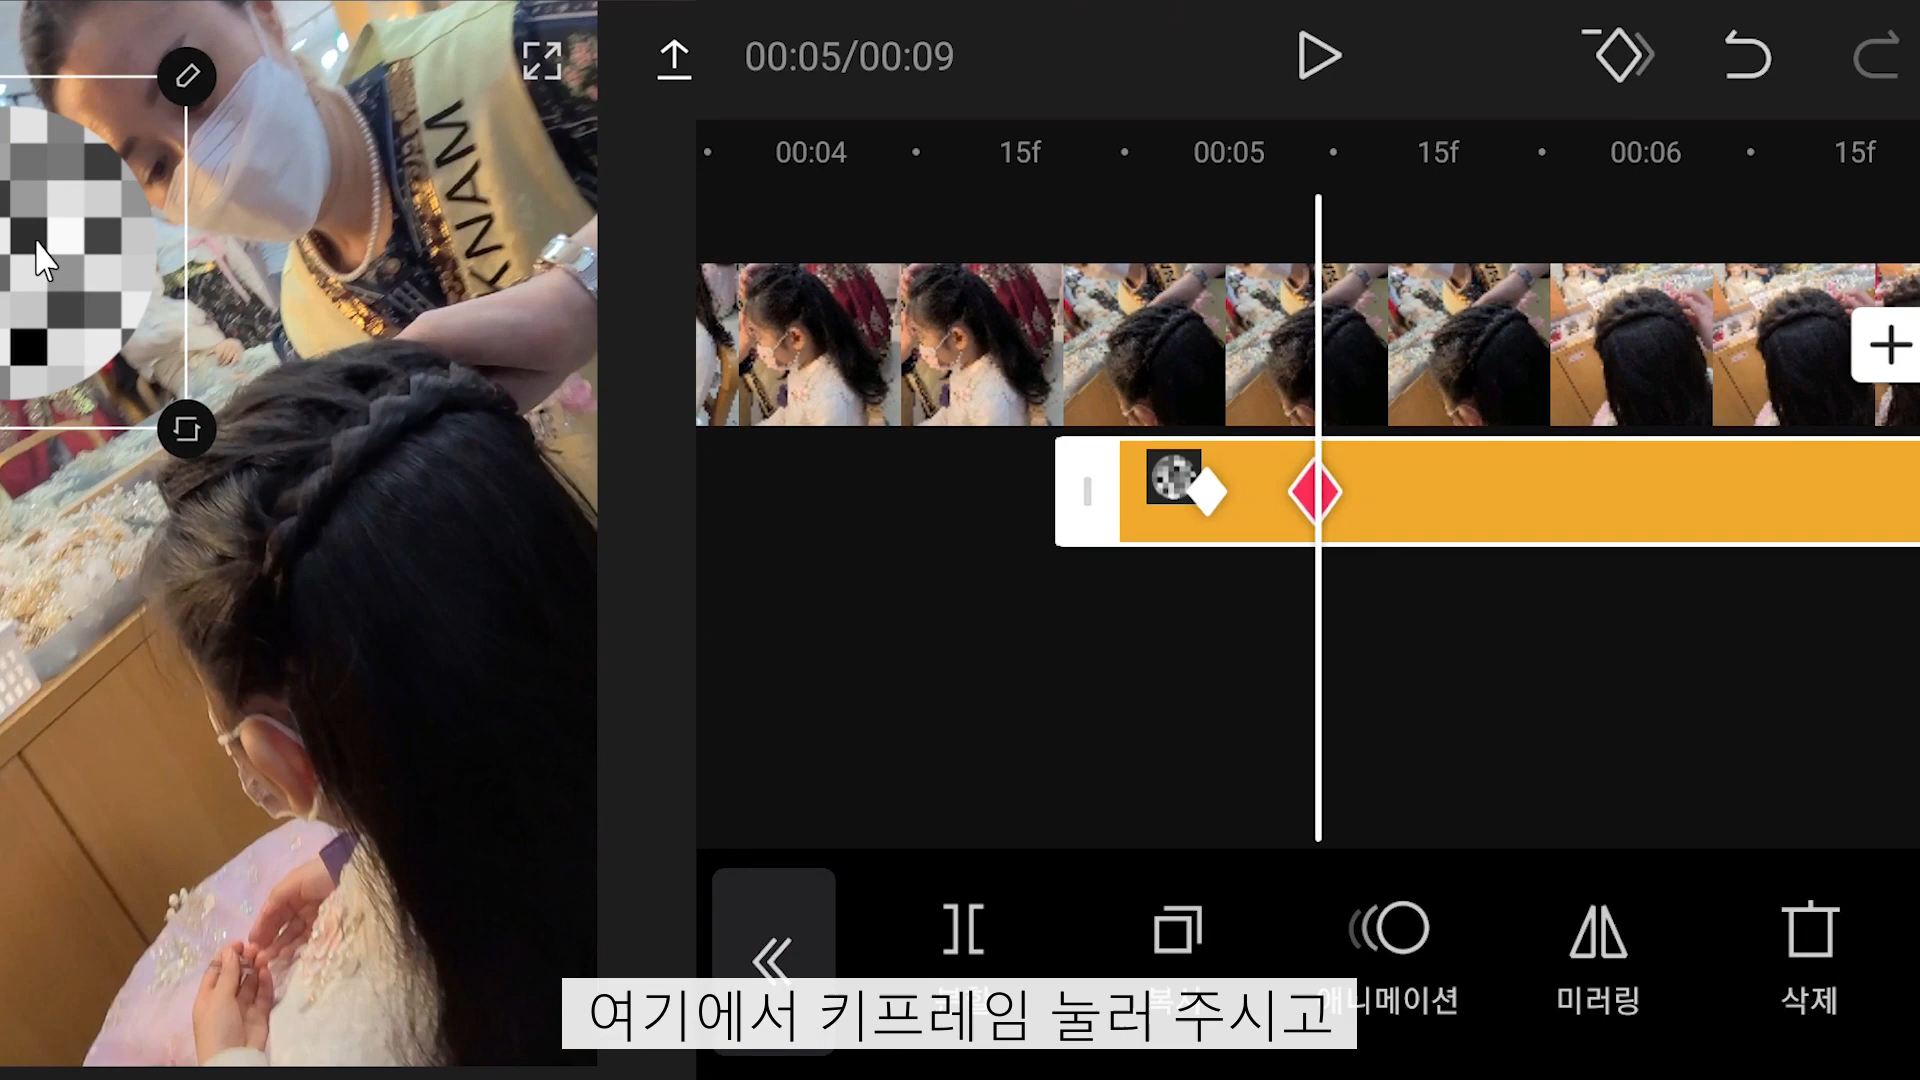 00:05/00:09
00:04 15f 00:05 15f 00:06 15f
KNAM
애니메이션 미러링 삭제
여기에서 키프레임 눌러 주시고